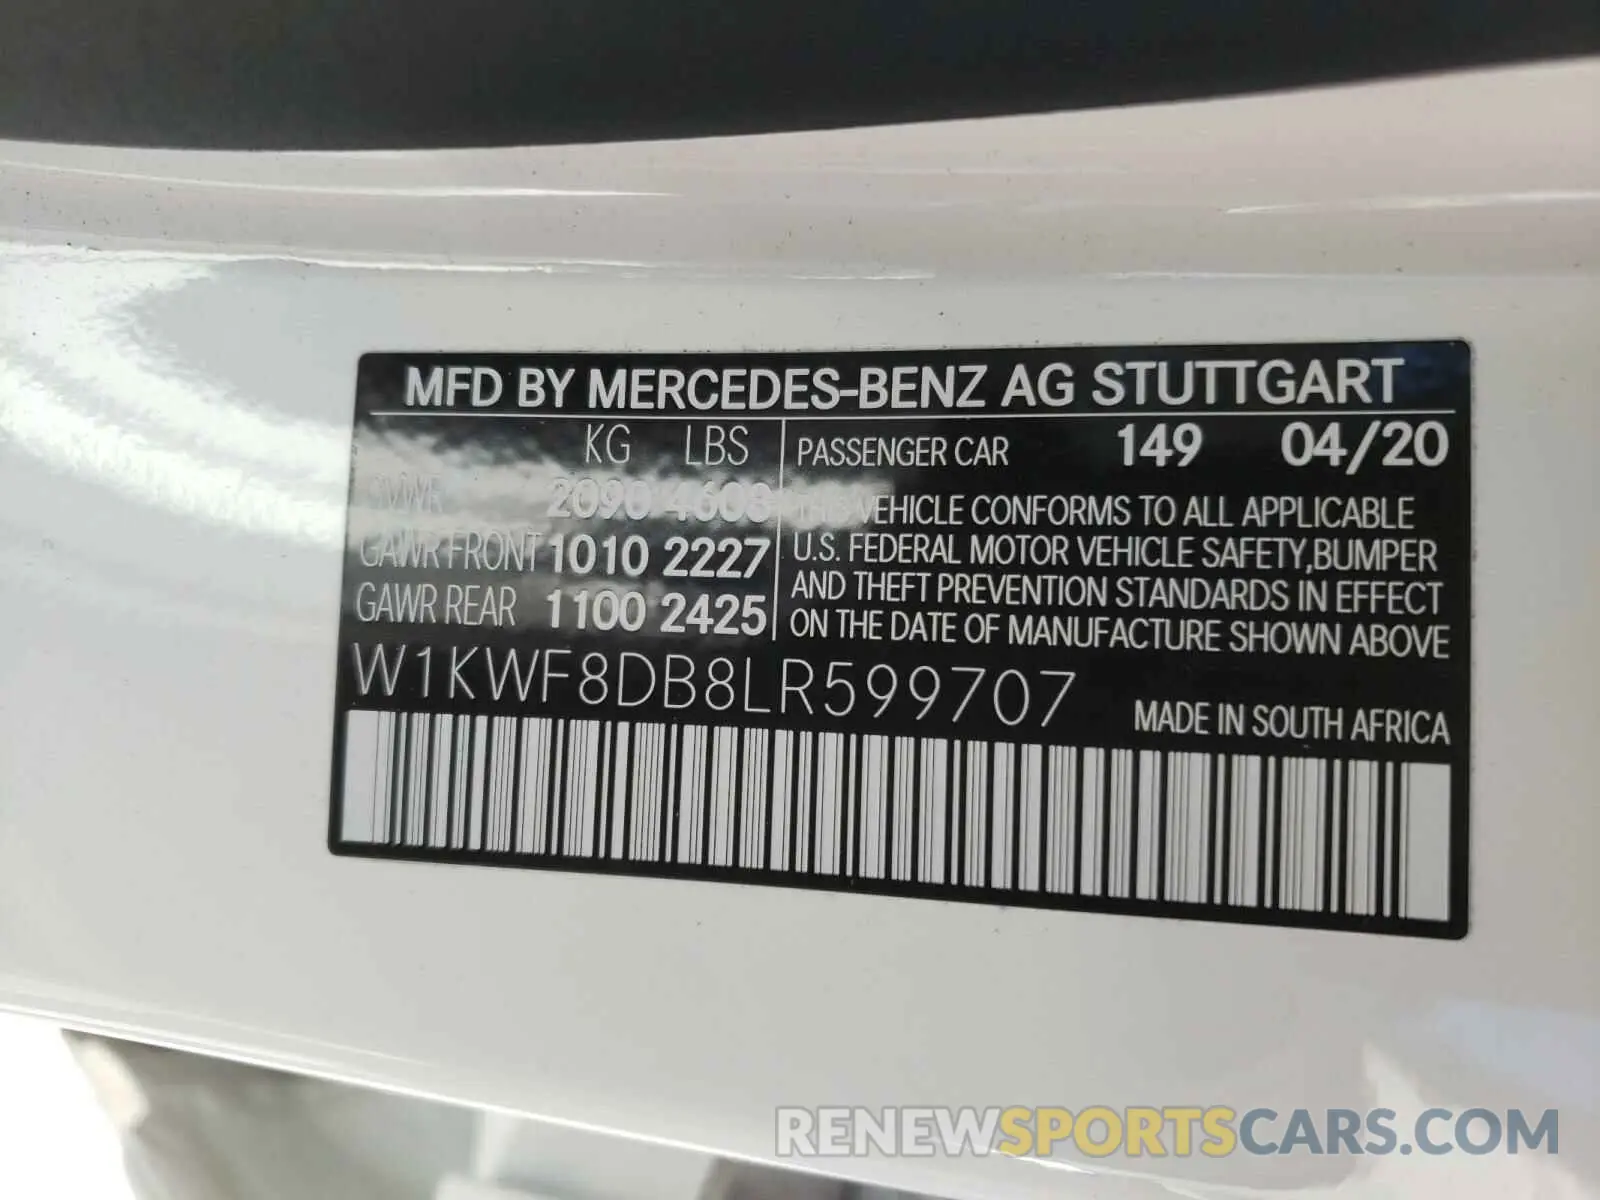 MFD BY MERCEDES-BENZ AG STUTTGART
KG LBS
GVWR 2090 4608
GAWR FRONT 1010 2227
GAWR REAR 1100 2425
PASSENGER CAR 149 04/20
THIS VEHICLE CONFORMS TO ALL APPLICABLE
U.S. FEDERAL MOTOR VEHICLE SAFETY,BUMPER
AND THEFT PREVENTION STANDARDS IN EFFECT
ON THE DATE OF MANUFACTURE SHOWN ABOVE
W1KWF8DB8LR599707
MADE IN SOUTH AFRICA
RENEWSPORTSCARS.COM